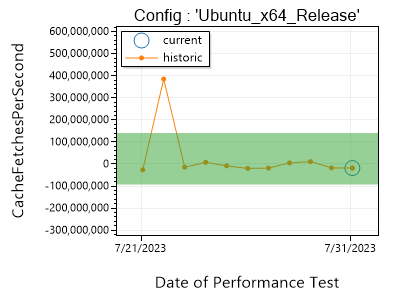 Config : 'Ubuntu_x64_Release'
current
historic
CacheFetchesPerSecond
600,000,000
500,000,000
400,000,000
300,000,000
200,000,000
100,000,000
0
-100,000,000
-200,000,000
-300,000,000
7/21/2023
7/31/2023
Date of Performance Test